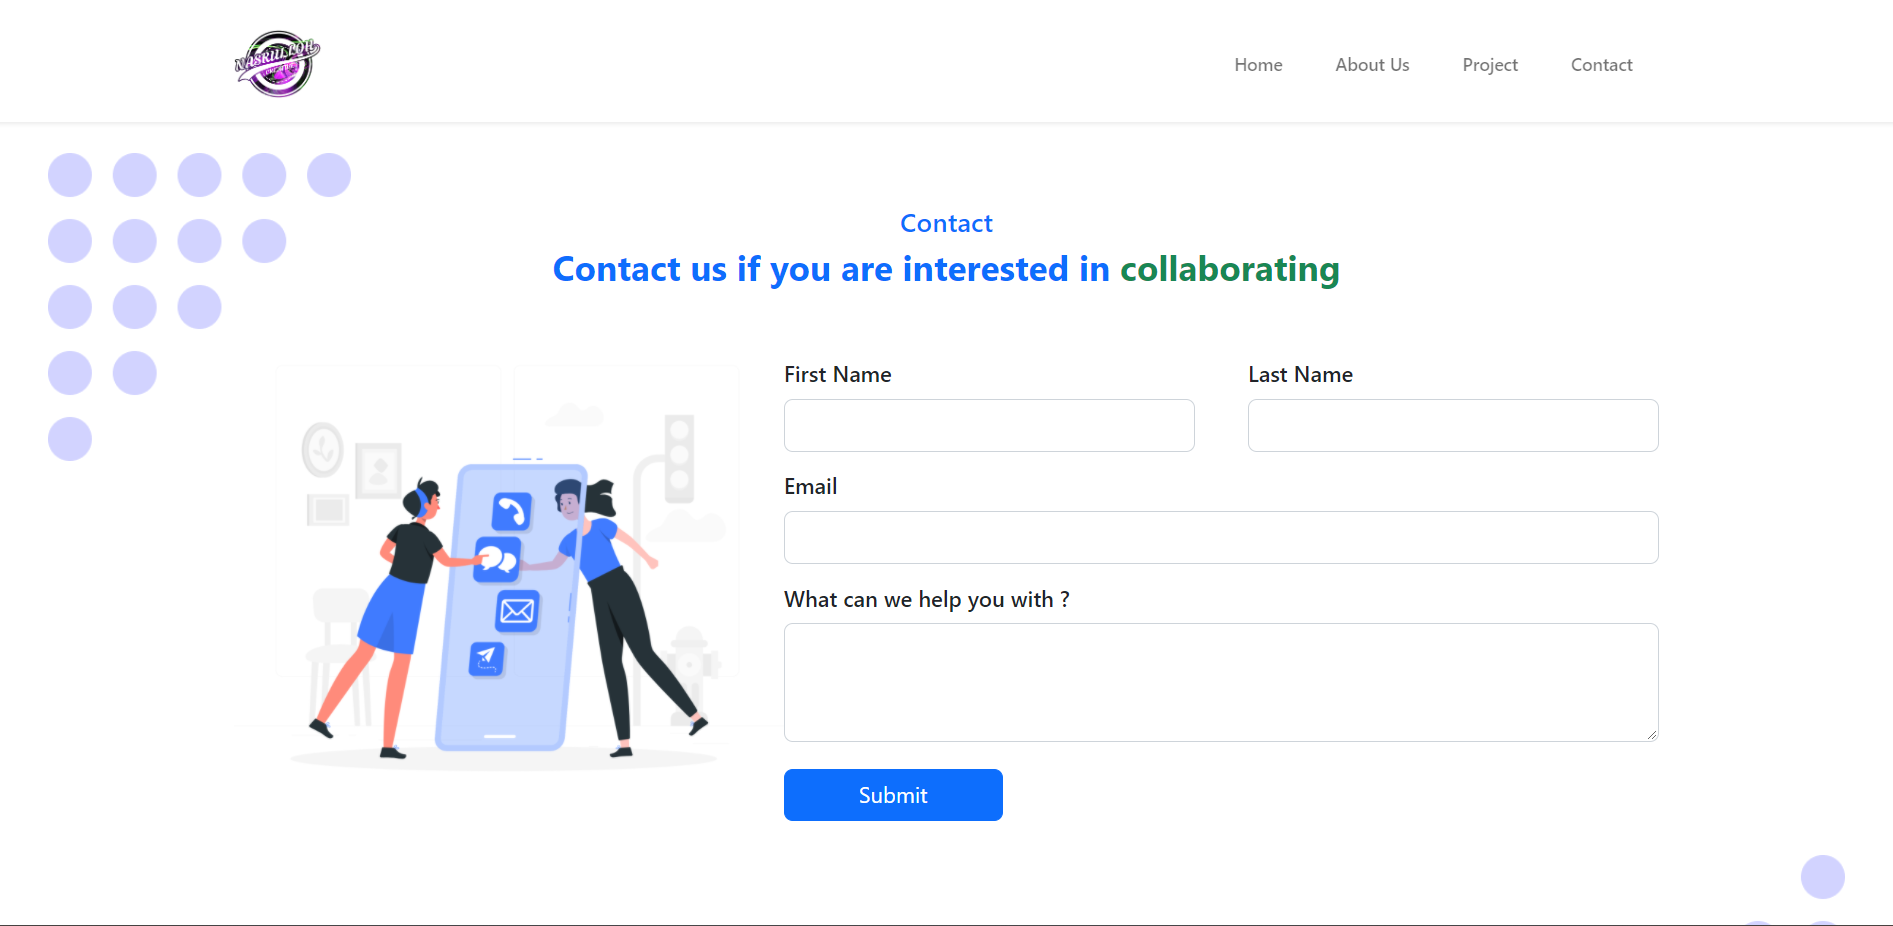 NASRULLOH
Home About Us Project Contact
Contact
Contact us if you are interested in collaborating
First Name Last Name
Email
What can we help you with ?
Submit